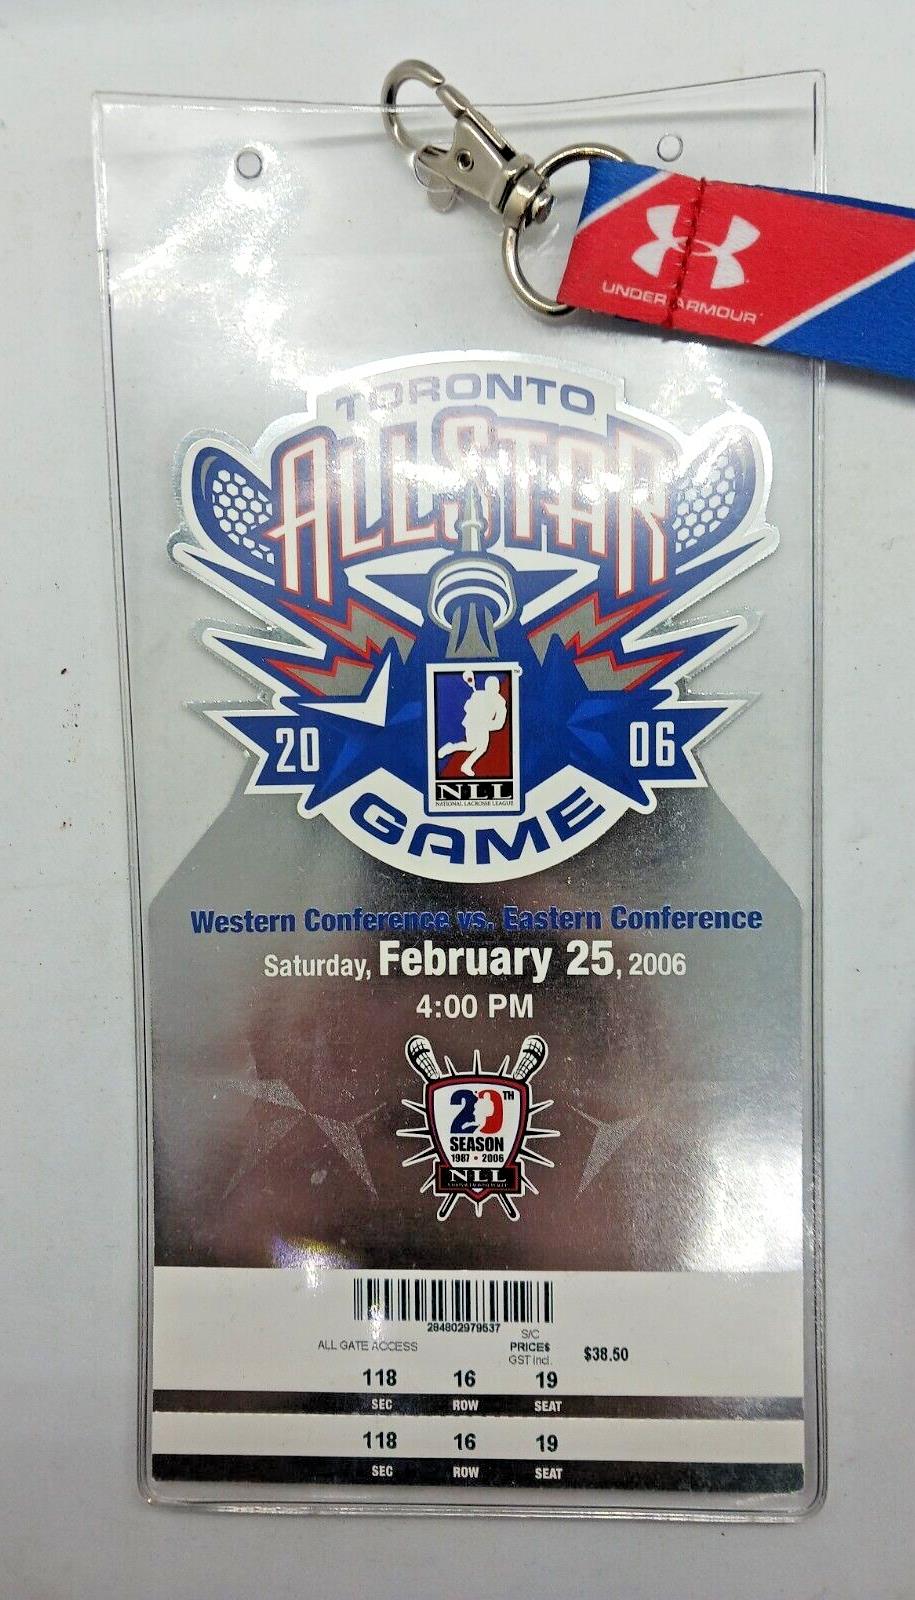 UNDER ARMOUR
TORONTO
ALL STAR
20 06
NLL
NATIONAL LACROSSE LEAGUE
GAME
Western Conference vs. Eastern Conference
Saturday, February 25, 2006
4:00 PM
20TH
SEASON
1987 • 2006
NLL
284802979537
ALL GATE ACCESS
S/C
PRICE$
GST incl.
$38.50
118 16 19
SEC ROW SEAT
118 16 19
SEC ROW SEAT